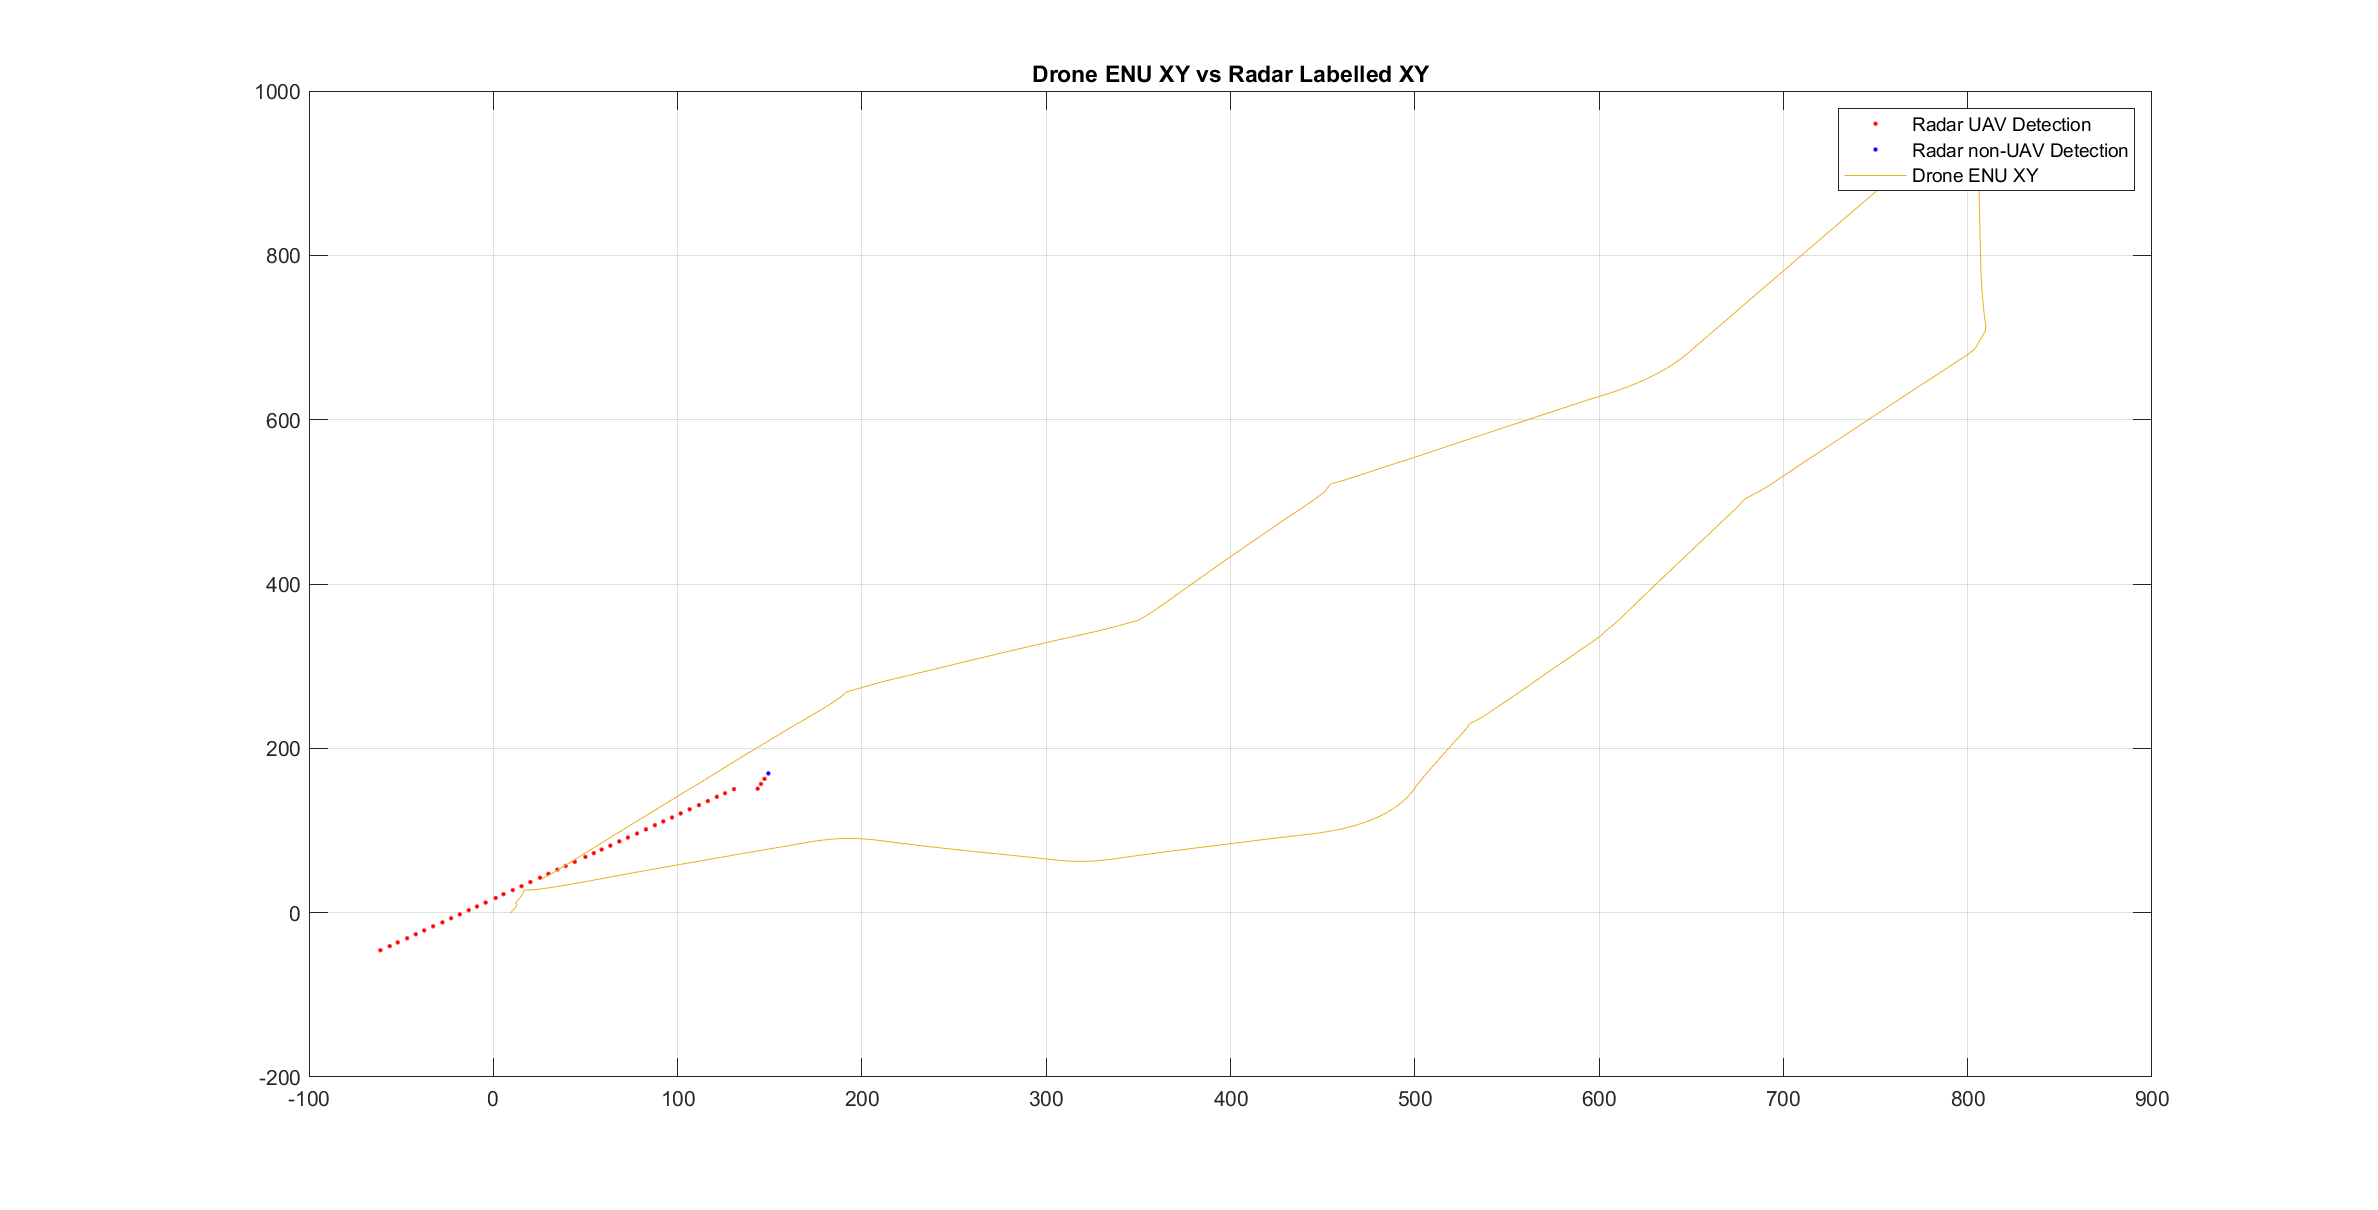 Drone ENU XY vs Radar Labelled XY
1000
800
600
400
200
0
-200
Radar UAV Detection
Radar non-UAV Detection
Drone ENU XY
-100 0 100 200 300 400 500 600 700 800 900